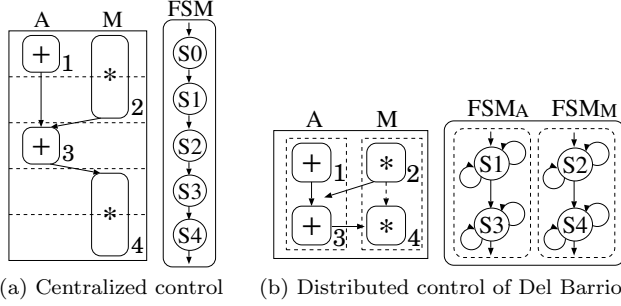 A M FSM
+ 1 * S0
2 S1
+ 3 S2
* S3
4 S4
A M FSMA FSMM
+ 1 * 2 S1 S2
+ 3 * 4 S3 S4
(a) Centralized control (b) Distributed control of Del Barrio